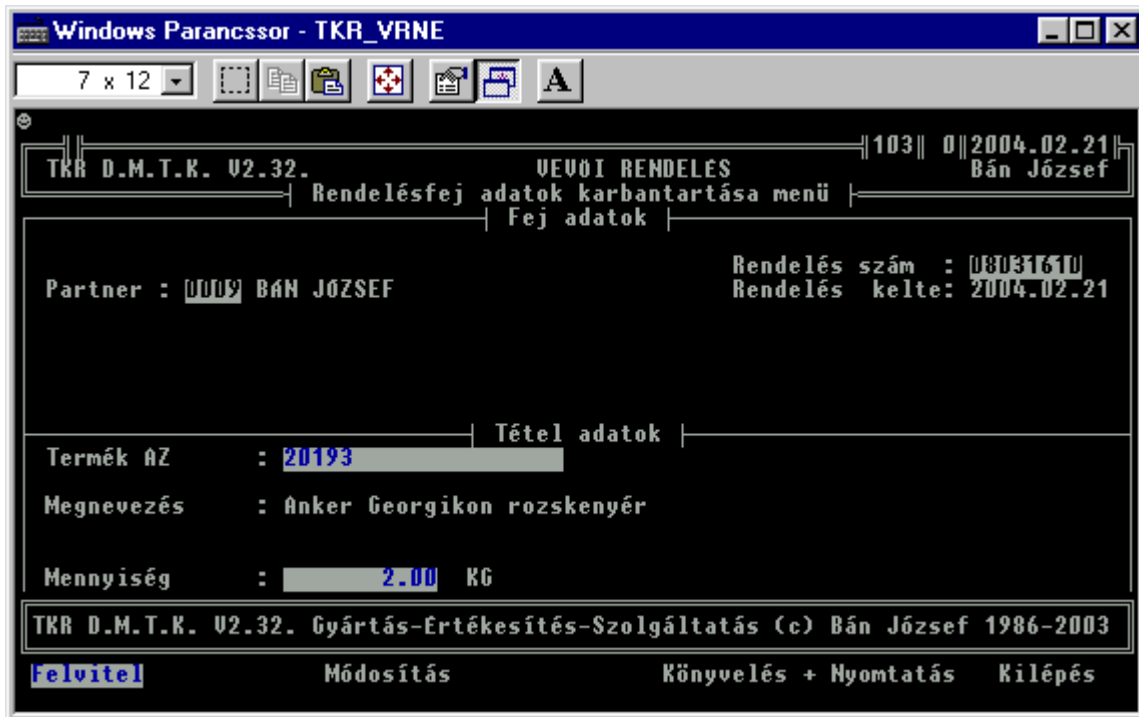 Windows Parancssor - TKR_VRNE
7 x 12 A
103 0 2004.02.21
TKR D.M.T.K. V2.32. VEVŐI RENDELÉS Bán József
Rendelésfej adatok karbantartása menü
Fej adatok
Rendelés szám : 08031610
Partner : 0009 BÁN JÓZSEF Rendelés kelte: 2004.02.21
Tétel adatok
Termék AZ : 20193
Megnevezés : Anker Georgikon rozskenyér
Mennyiség : 2.00 KG
TKR D.M.T.K. V2.32. Gyártás-Értékesítés-Szolgáltatás (c) Bán József 1986-2003
Felvitel Módosítás Könyvelés + Nyomtatás Kilépés